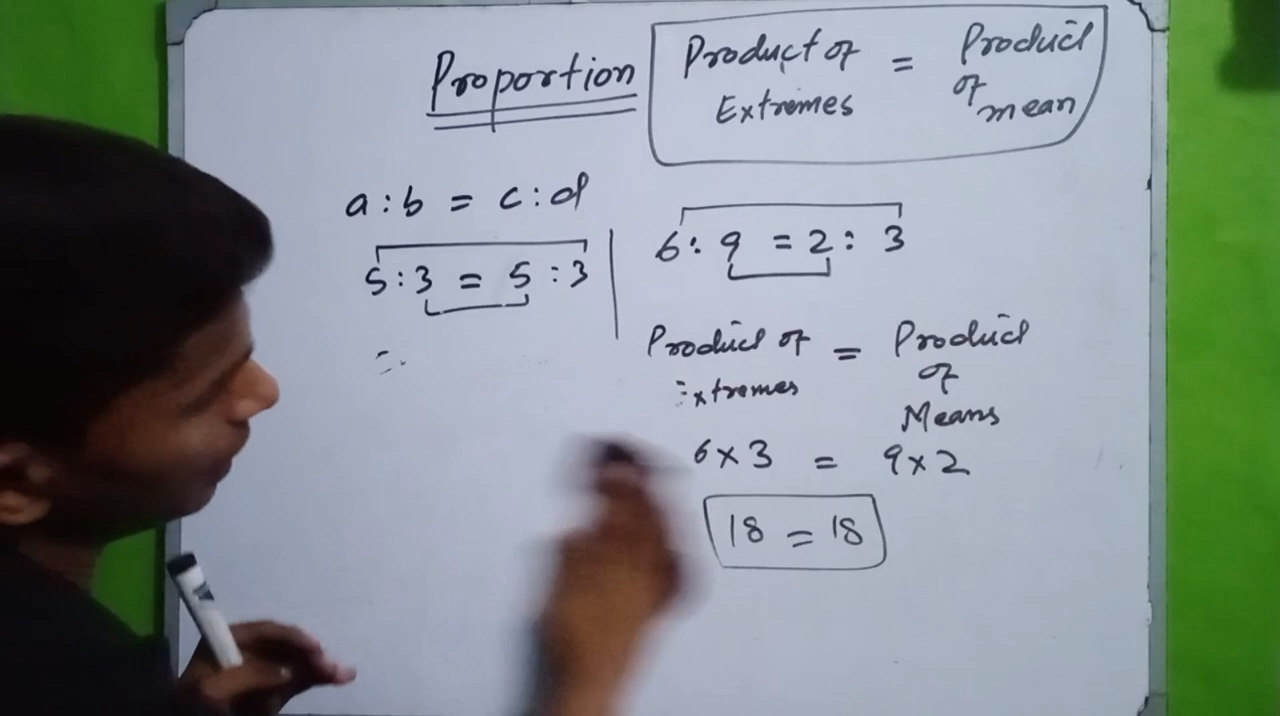 Proportion
Product of = Product
Extremes of mean
a : b = c : d
5 : 3 = 5 : 3
6 : 9 = 2 : 3
Product of = Product
Extremes of
Means
6 × 3 = 9 × 2
18 = 18